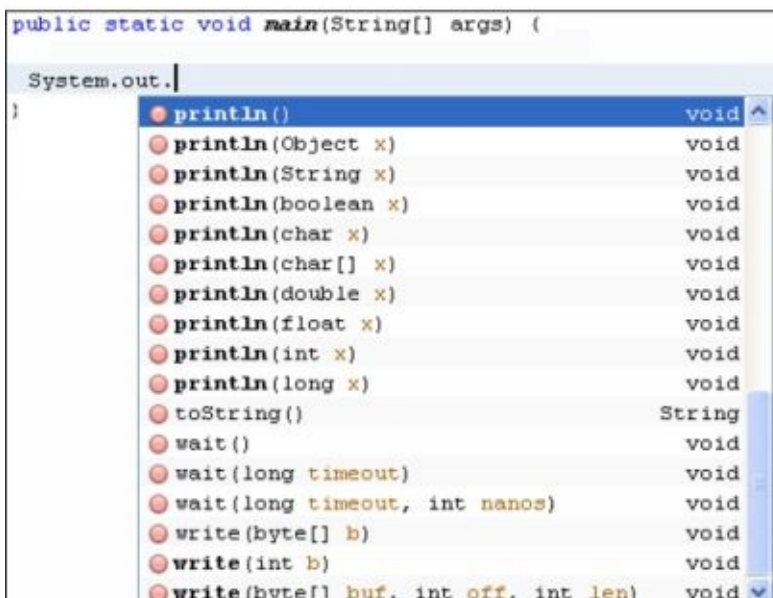 public static void main(String[] args) {
System.out.
}
println() void
println(Object x) void
println(String x) void
println(boolean x) void
println(char x) void
println(char[] x) void
println(double x) void
println(float x) void
println(int x) void
println(long x) void
toString() String
wait() void
wait(long timeout) void
wait(long timeout, int nanos) void
write(byte[] b) void
write(int b) void
write(byte[] buf, int off, int len) void